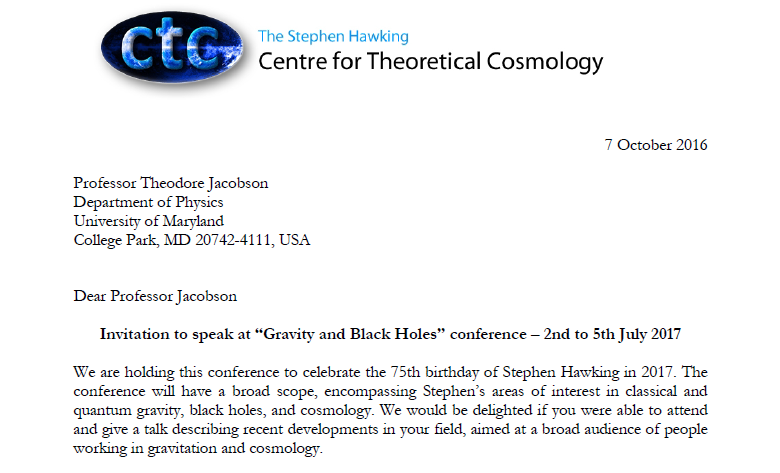 ctc
The Stephen Hawking
Centre for Theoretical Cosmology
7 October 2016
Professor Theodore Jacobson
Department of Physics
University of Maryland
College Park, MD 20742-4111, USA
Dear Professor Jacobson
Invitation to speak at “Gravity and Black Holes” conference – 2nd to 5th July 2017
We are holding this conference to celebrate the 75th birthday of Stephen Hawking in 2017. The
conference will have a broad scope, encompassing Stephen’s areas of interest in classical and
quantum gravity, black holes, and cosmology. We would be delighted if you were able to attend
and give a talk describing recent developments in your field, aimed at a broad audience of people
working in gravitation and cosmology.